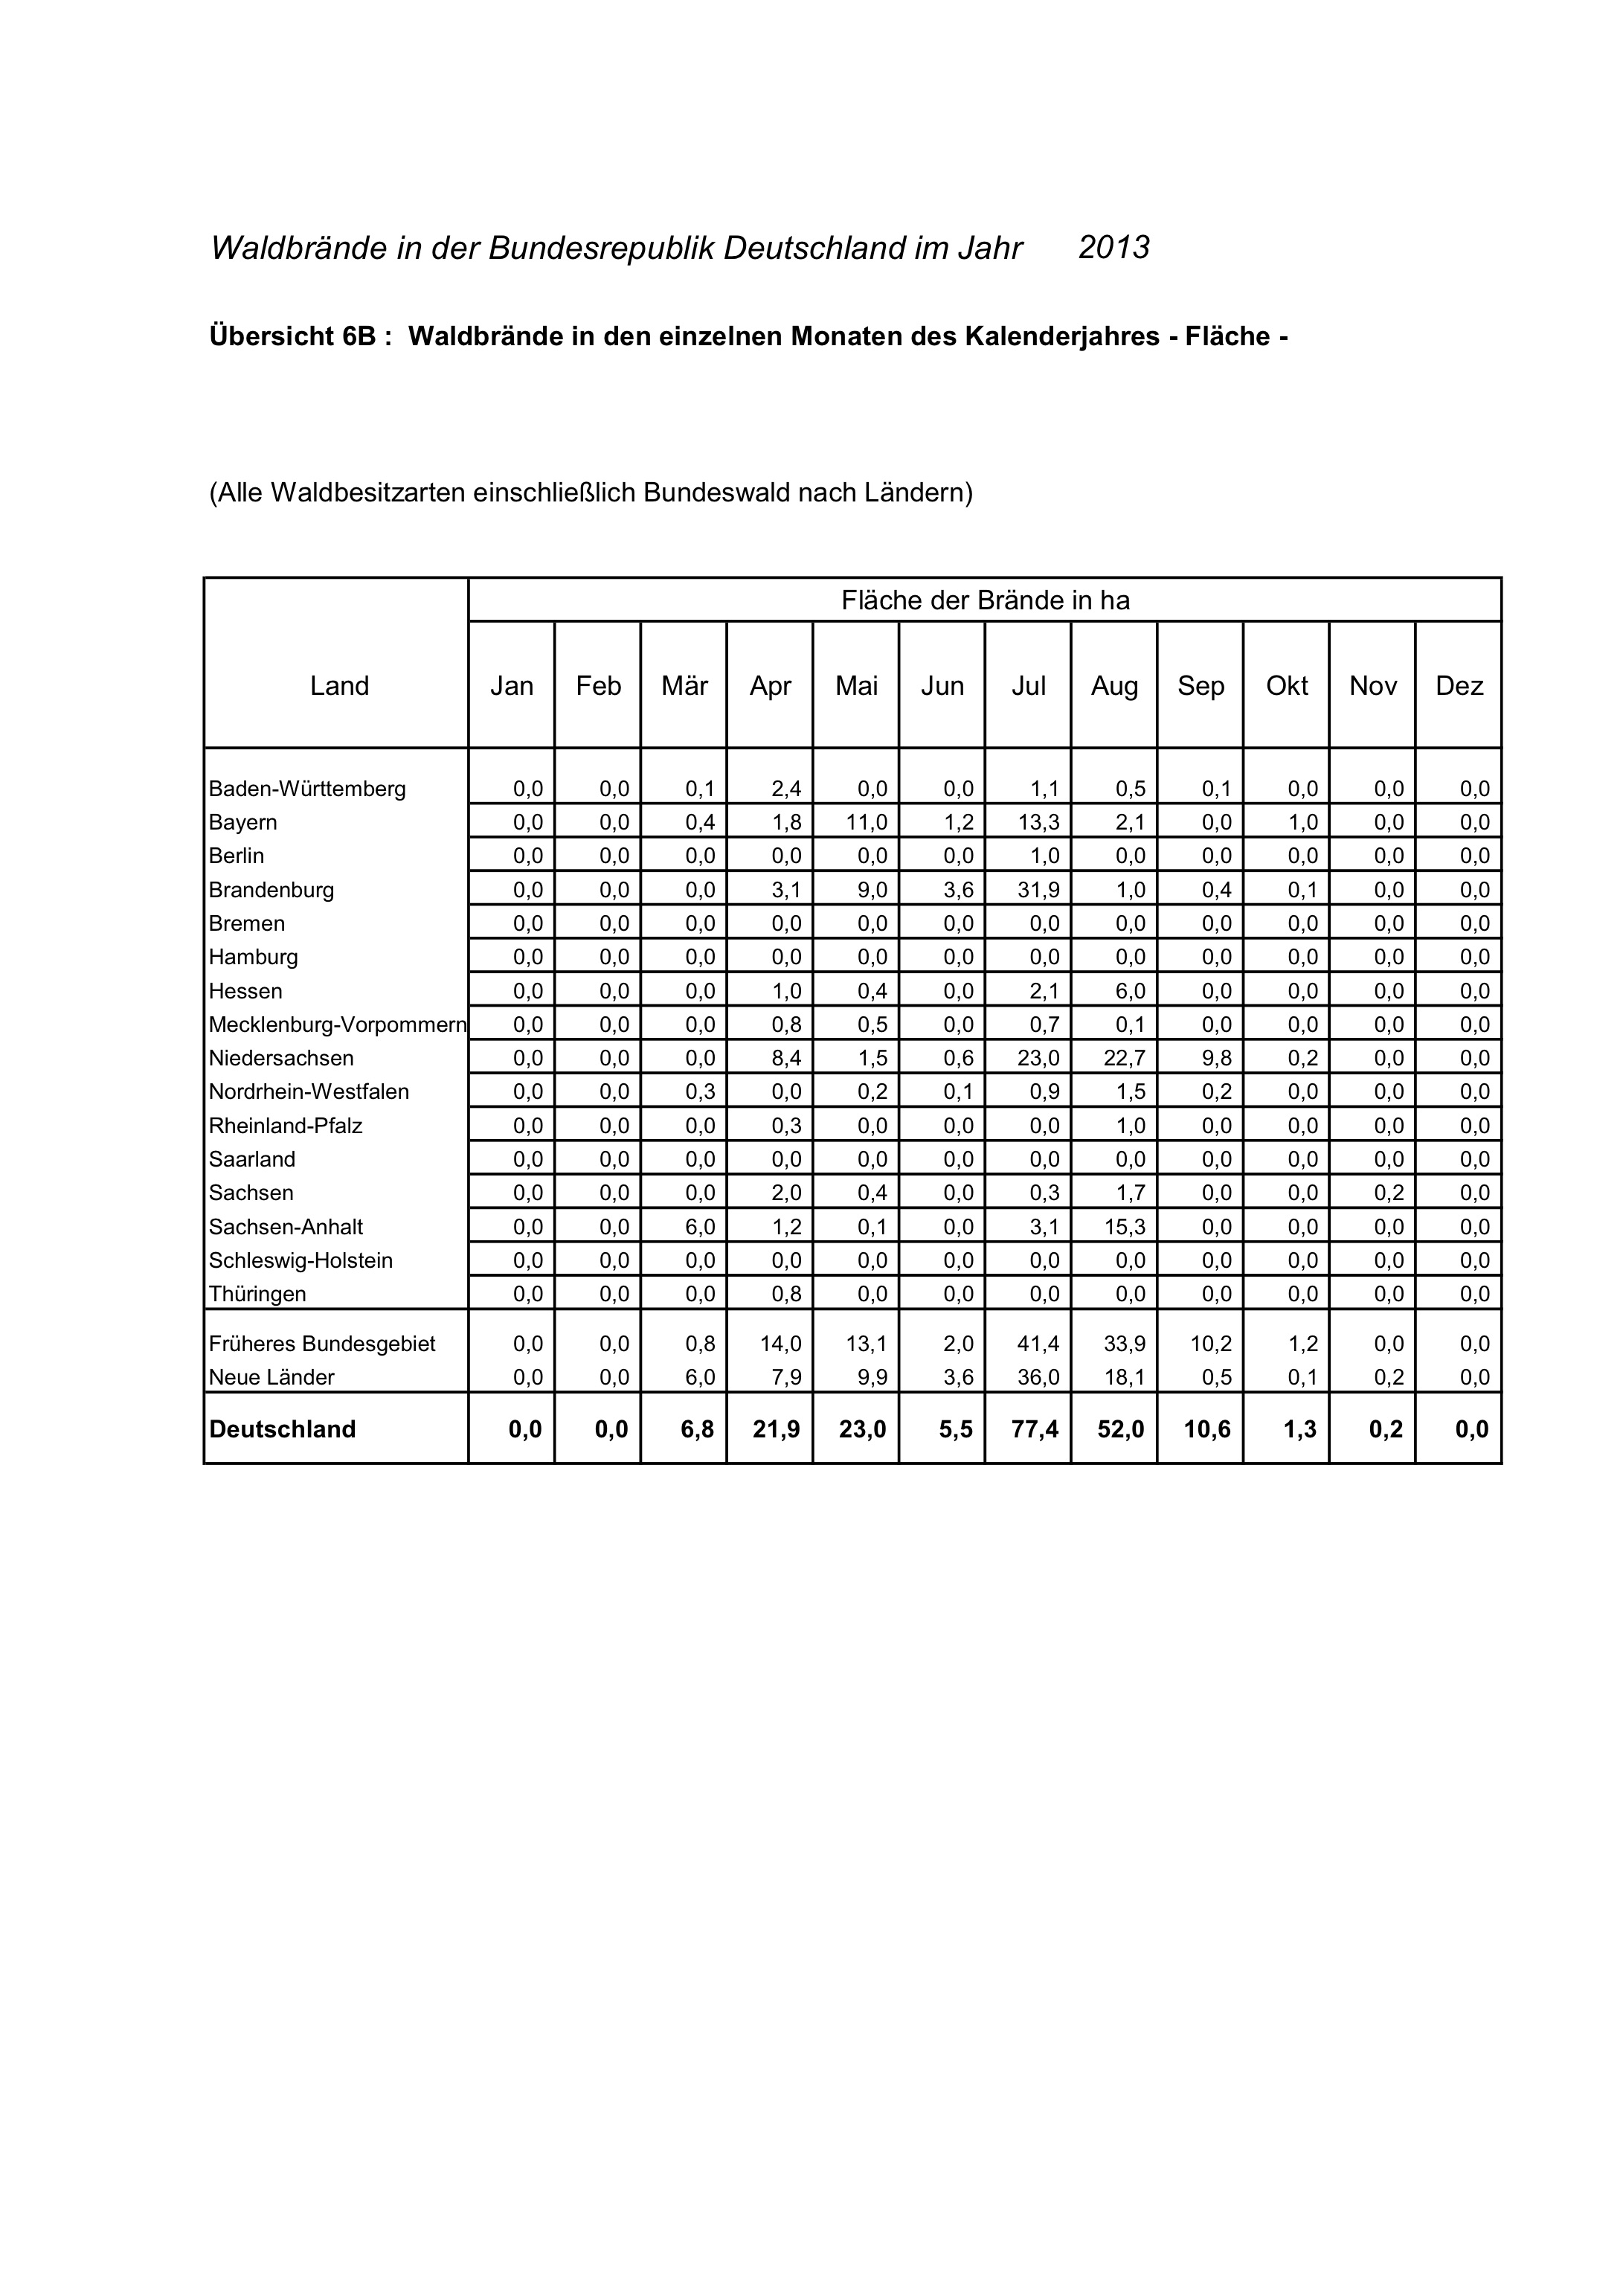 Waldbrände in der Bundesrepublik Deutschland im Jahr 2013
Übersicht 6B : Waldbrände in den einzelnen Monaten des Kalenderjahres - Fläche -
(Alle Waldbesitzarten einschließlich Bundeswald nach Ländern)
Fläche der Brände in ha
Land Jan Feb Mär Apr Mai Jun Jul Aug Sep Okt Nov Dez
Baden-Württemberg 0,0 0,0 0,1 2,4 0,0 0,0 1,1 0,5 0,1 0,0 0,0 0,0
Bayern 0,0 0,0 0,4 1,8 11,0 1,2 13,3 2,1 0,0 1,0 0,0 0,0
Berlin 0,0 0,0 0,0 0,0 0,0 0,0 1,0 0,0 0,0 0,0 0,0 0,0
Brandenburg 0,0 0,0 0,0 3,1 9,0 3,6 31,9 1,0 0,4 0,1 0,0 0,0
Bremen 0,0 0,0 0,0 0,0 0,0 0,0 0,0 0,0 0,0 0,0 0,0 0,0
Hamburg 0,0 0,0 0,0 0,0 0,0 0,0 0,0 0,0 0,0 0,0 0,0 0,0
Hessen 0,0 0,0 0,0 1,0 0,4 0,0 2,1 6,0 0,0 0,0 0,0 0,0
Mecklenburg-Vorpommern 0,0 0,0 0,0 0,8 0,5 0,0 0,7 0,1 0,0 0,0 0,0 0,0
Niedersachsen 0,0 0,0 0,0 8,4 1,5 0,6 23,0 22,7 9,8 0,2 0,0 0,0
Nordrhein-Westfalen 0,0 0,0 0,3 0,0 0,2 0,1 0,9 1,5 0,2 0,0 0,0 0,0
Rheinland-Pfalz 0,0 0,0 0,0 0,3 0,0 0,0 0,0 1,0 0,0 0,0 0,0 0,0
Saarland 0,0 0,0 0,0 0,0 0,0 0,0 0,0 0,0 0,0 0,0 0,0 0,0
Sachsen 0,0 0,0 0,0 2,0 0,4 0,0 0,3 1,7 0,0 0,0 0,2 0,0
Sachsen-Anhalt 0,0 0,0 6,0 1,2 0,1 0,0 3,1 15,3 0,0 0,0 0,0 0,0
Schleswig-Holstein 0,0 0,0 0,0 0,0 0,0 0,0 0,0 0,0 0,0 0,0 0,0 0,0
Thüringen 0,0 0,0 0,0 0,8 0,0 0,0 0,0 0,0 0,0 0,0 0,0 0,0
Früheres Bundesgebiet 0,0 0,0 0,8 14,0 13,1 2,0 41,4 33,9 10,2 1,2 0,0 0,0
Neue Länder 0,0 0,0 6,0 7,9 9,9 3,6 36,0 18,1 0,5 0,1 0,2 0,0
Deutschland 0,0 0,0 6,8 21,9 23,0 5,5 77,4 52,0 10,6 1,3 0,2 0,0